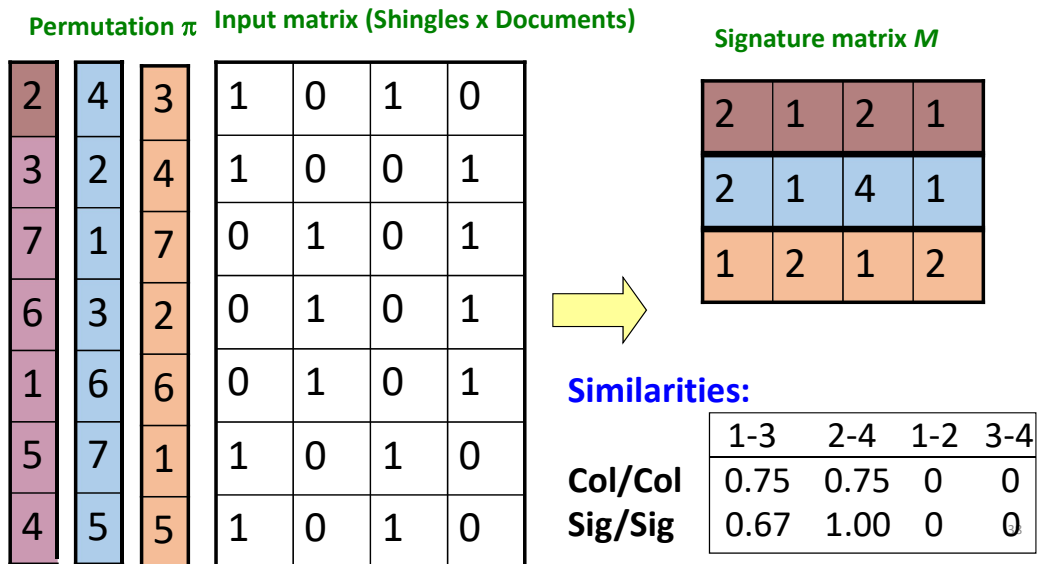 Permutation π Input matrix (Shingles x Documents)
Signature matrix M
2 4 3 1 0 1 0
3 2 4 1 0 0 1
7 1 7 0 1 0 1
6 3 2 0 1 0 1
1 6 6 0 1 0 1
5 7 1 1 0 1 0
4 5 5 1 0 1 0
2 1 2 1
2 1 4 1
1 2 1 2
Similarities:
1-3 2-4 1-2 3-4
Col/Col 0.75 0.75 0 0
Sig/Sig 0.67 1.00 0 0